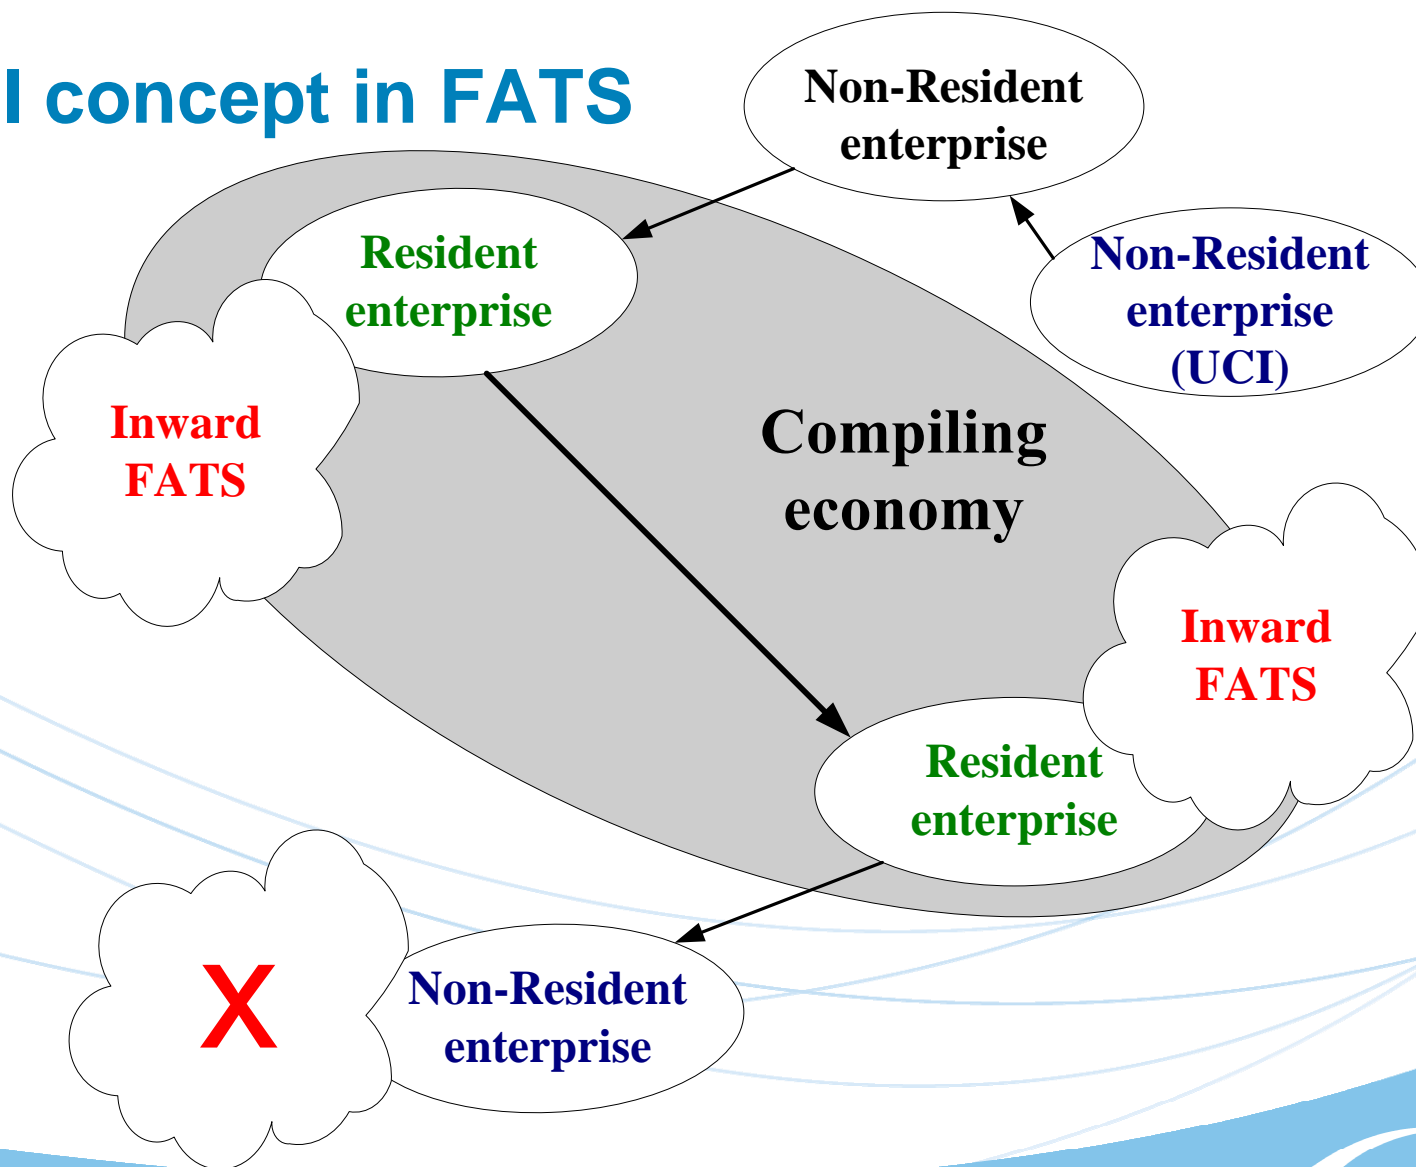 I concept in FATS
Non-Resident
enterprise
Resident
enterprise
Non-Resident
enterprise
(UCI)
Inward
FATS
Compiling
economy
Inward
FATS
Resident
enterprise
X
Non-Resident
enterprise